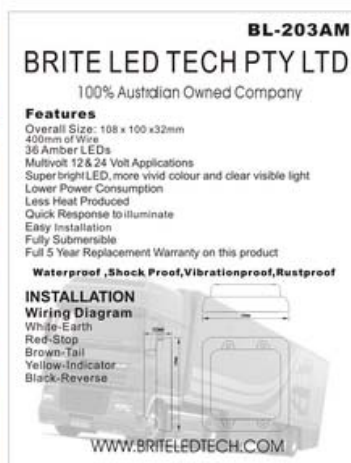 BL-203AM
BRITE LED TECH PTY LTD
100% Australian Owned Company
Features
Overall Size: 108 x 100 x32mm
400mm of Wire
36 Amber LEDs
Multivolt 12 & 24 Volt Applications
Super bright LED, more vivid colour and clear visible light
Lower Power Consumption
Less Heat Produced
Quick Response to illuminate
Easy Installation
Fully Submersible
Full 5 Year Replacement Warranty on this product
Waterproof ,Shock Proof,Vibrationproof,Rustproof
INSTALLATION
Wiring Diagram
White-Earth
Red-Stop
Brown-Tail
Yellow-Indicator
Black-Reverse
WWW.BRITELEDTECH.COM